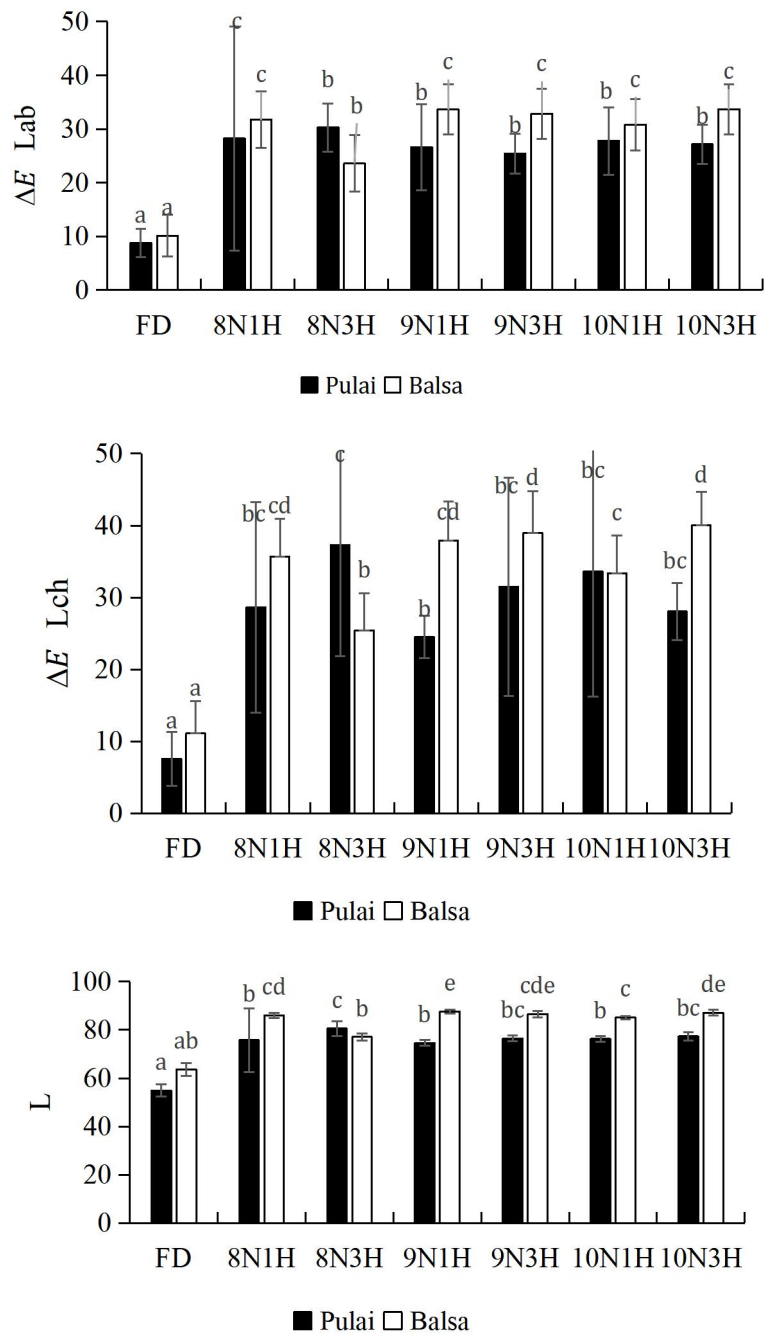 50
40
30
20
10
0
ΔE Lab
a a c c b b b c b c b c b c
FD 8N1H 8N3H 9N1H 9N3H 10N1H 10N3H
Pulai Balsa
50
40
30
20
10
0
ΔE Lch
a a bc cd c b b cd bc d bc c bc d
FD 8N1H 8N3H 9N1H 9N3H 10N1H 10N3H
Pulai Balsa
100
80
60
40
20
0
L
a ab b cd c b b e bc cde b c bc de
FD 8N1H 8N3H 9N1H 9N3H 10N1H 10N3H
Pulai Balsa